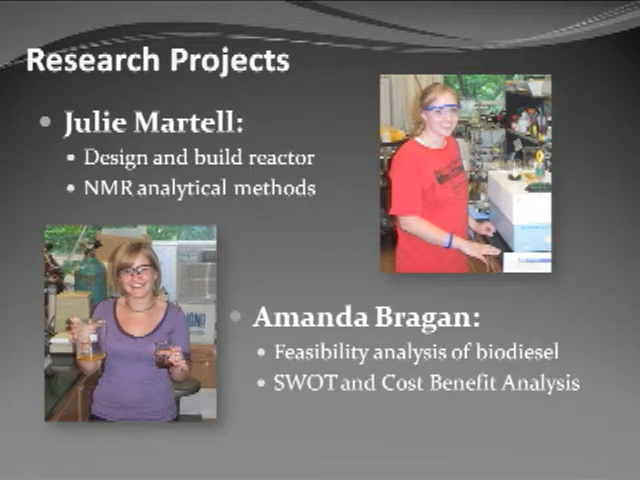 Research Projects
Julie Martell:
Design and build reactor
NMR analytical methods
Amanda Bragan:
Feasibility analysis of biodiesel
SWOT and Cost Benefit Analysis